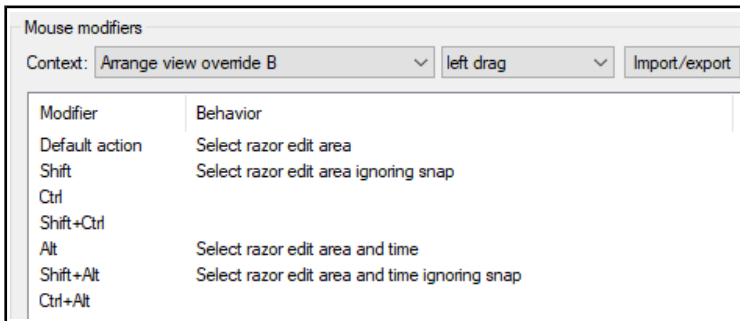 Mouse modifiers
Context: Arrange view override B left drag Import/export
Modifier Behavior
Default action Select razor edit area
Shift Select razor edit area ignoring snap
Ctrl
Shift+Ctrl
Alt Select razor edit area and time
Shift+Alt Select razor edit area and time ignoring snap
Ctrl+Alt